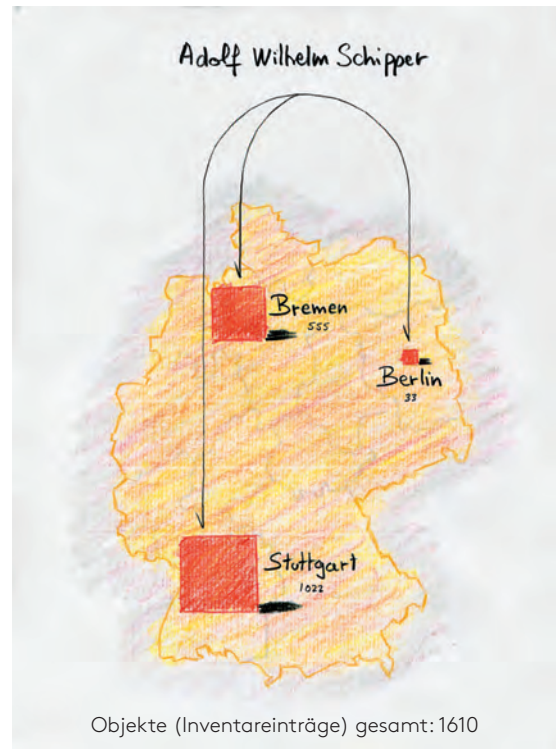 Adolf Wilhelm Schipper
Bremen
555
Berlin
33
Stuttgart
1022
Objekte (Inventareinträge) gesamt: 1610